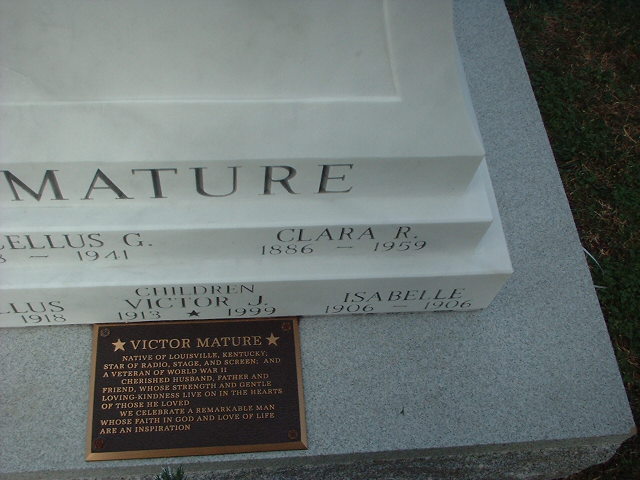 MATURE
ELLUS G.
CLARA R.
8 — 1941
1886 — 1959
CHILDREN
LLUS
VICTOR J.
ISABELLE
1918
1913 ★ 1999
1906 — 1906
★ VICTOR MATURE ★
NATIVE OF LOUISVILLE, KENTUCKY,
STAR OF RADIO, STAGE, AND SCREEN; AND
A VETERAN OF WORLD WAR II
CHERISHED HUSBAND, FATHER AND
FRIEND, WHOSE STRENGTH AND GENTLE
LOVING-KINDNESS LIVE ON IN THE HEARTS
OF THOSE HE LOVED
WE CELEBRATE A REMARKABLE MAN
WHOSE FAITH IN GOD AND LOVE OF LIFE
ARE AN INSPIRATION